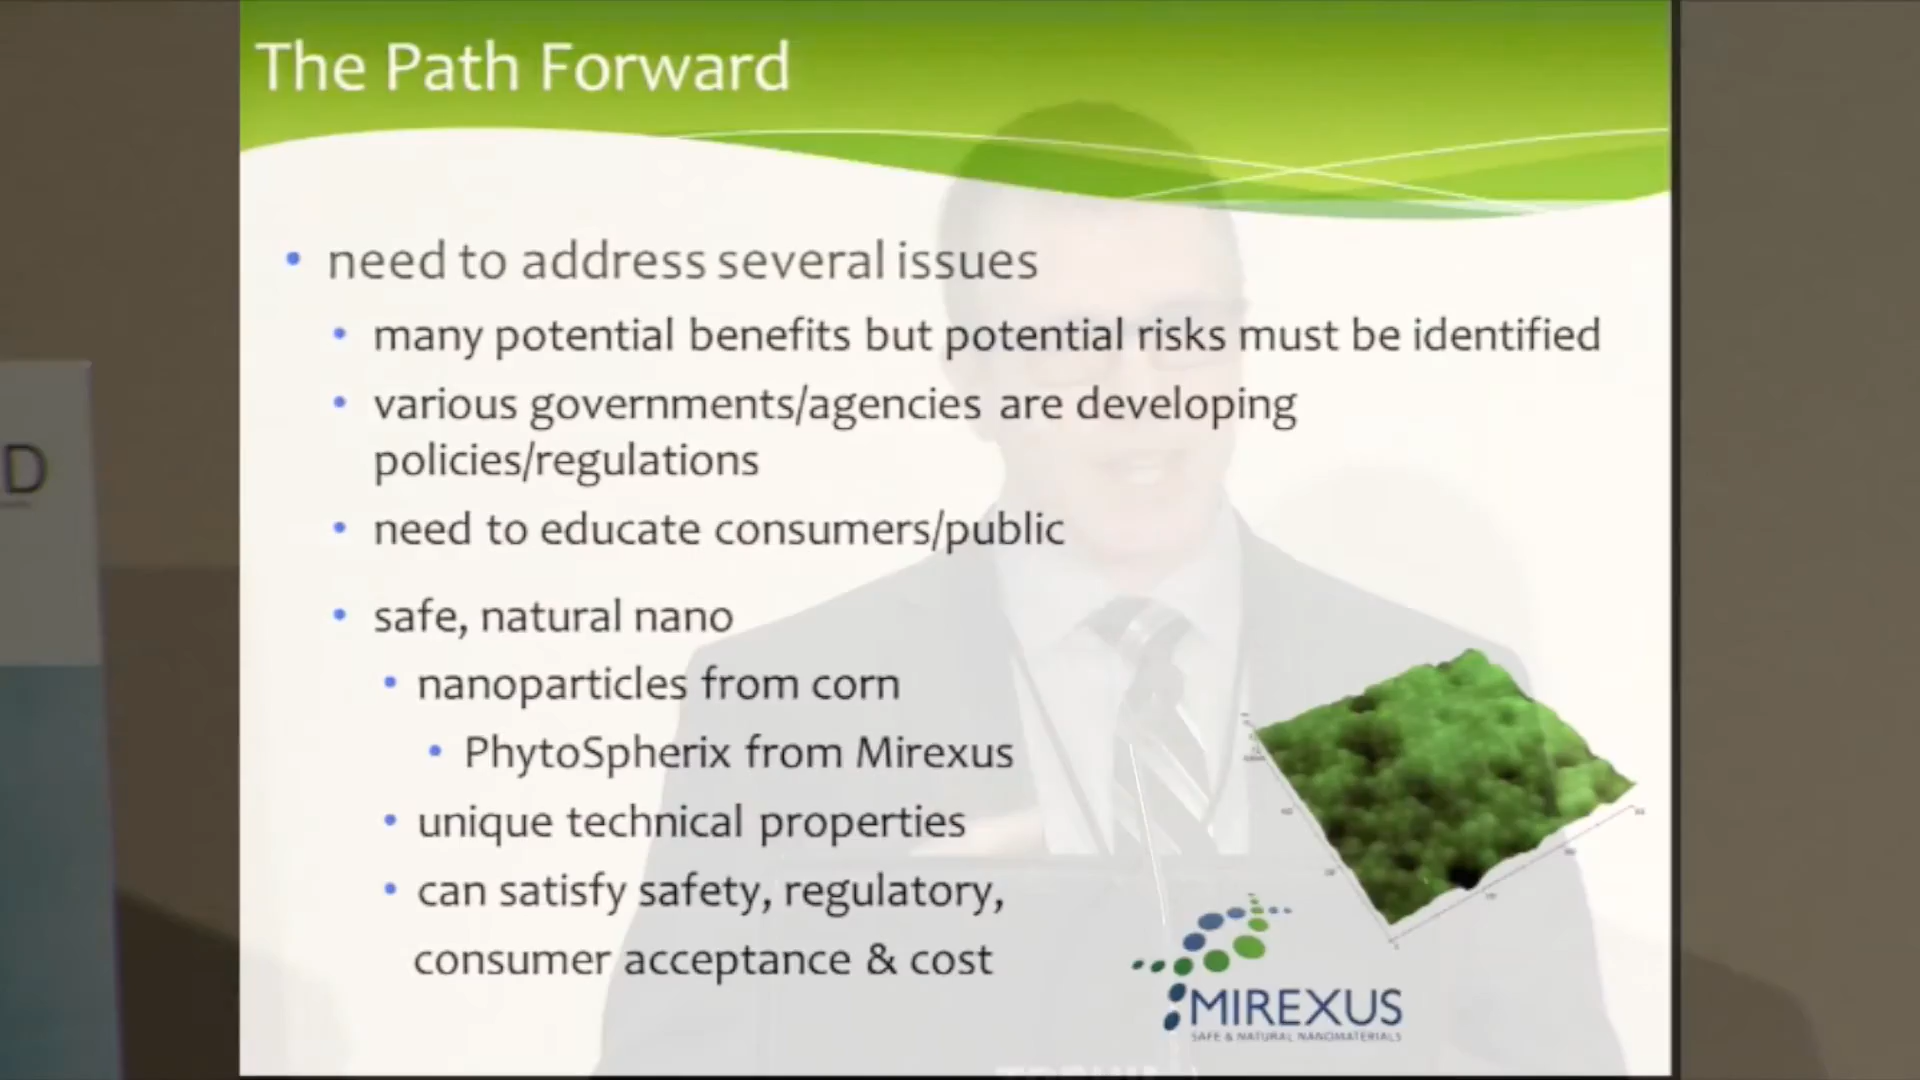 The Path Forward
need to address several issues
many potential benefits but potential risks must be identified
various governments/agencies are developing
policies/regulations
need to educate consumers/public
safe, natural nano
nanoparticles from corn
PhytoSpherix from Mirexus
unique technical properties
can satisfy safety, regulatory,
consumer acceptance & cost
MIREXUS
SAFE & NATURAL NANOMATERIALS
D